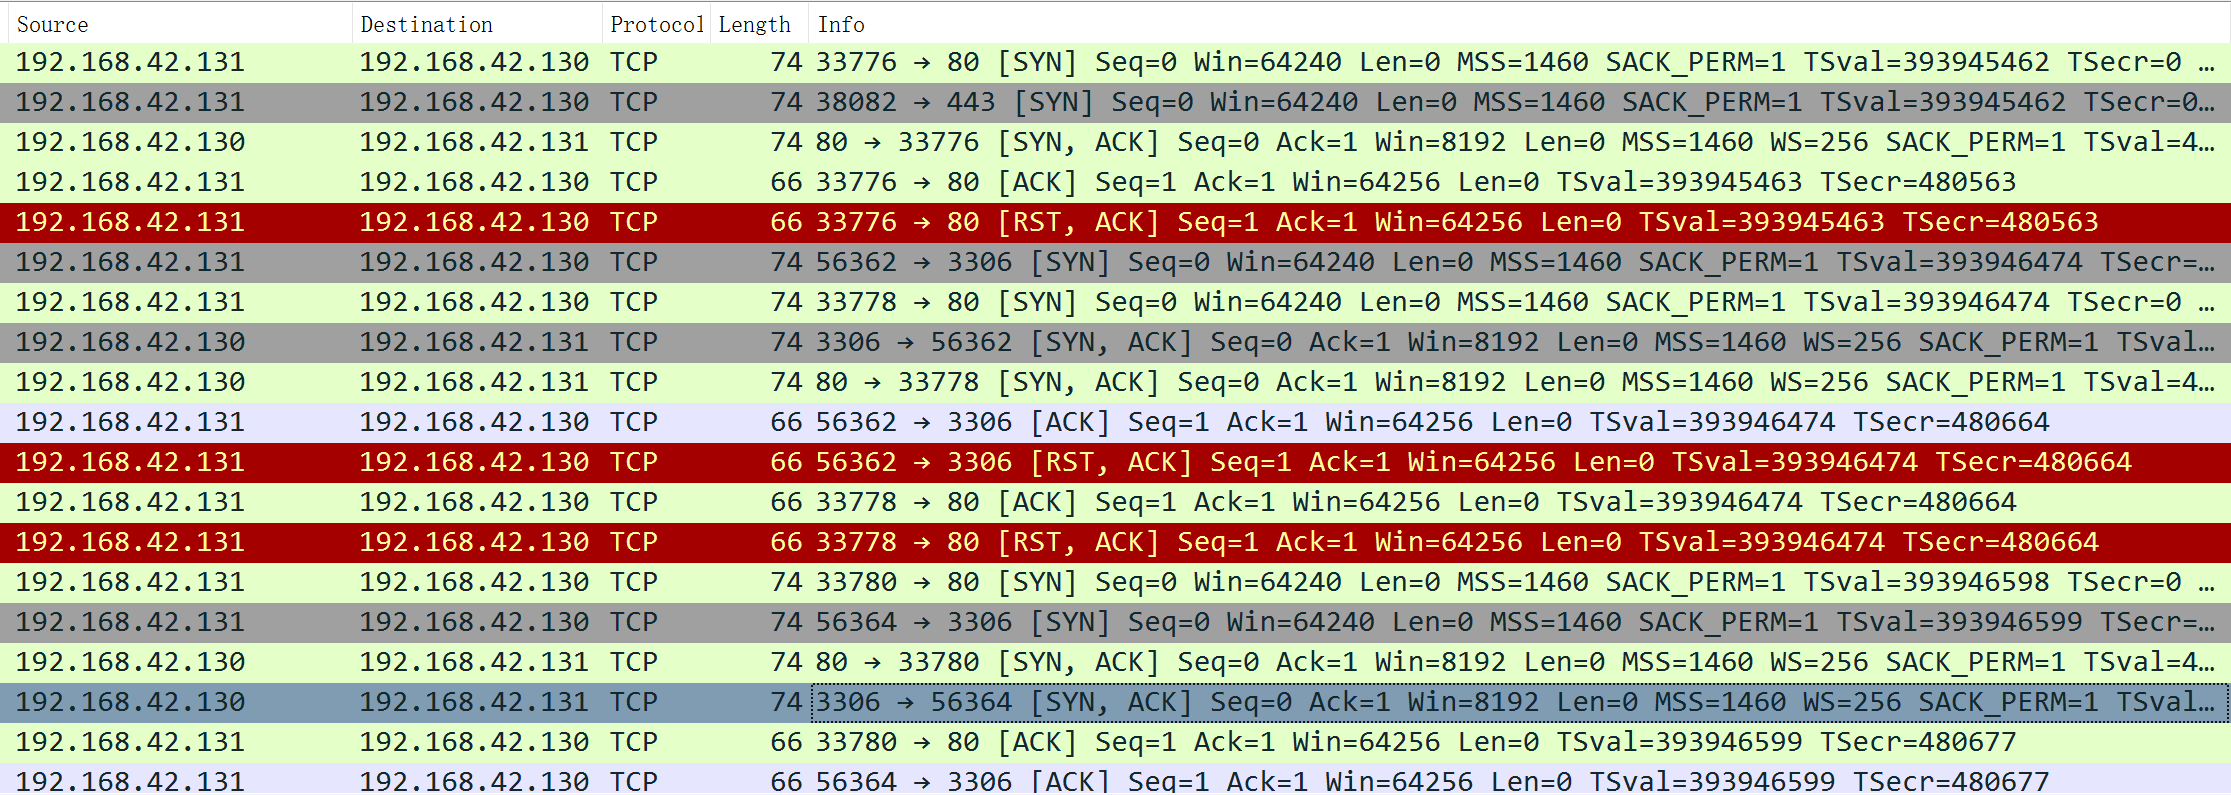 Source Destination Protocol Length Info
192.168.42.131 192.168.42.130 TCP 74 33776 → 80 [SYN] Seq=0 Win=64240 Len=0 MSS=1460 SACK_PERM=1 TSval=393945462 TSecr=0 …
192.168.42.131 192.168.42.130 TCP 74 38082 → 443 [SYN] Seq=0 Win=64240 Len=0 MSS=1460 SACK_PERM=1 TSval=393945462 TSecr=0…
192.168.42.130 192.168.42.131 TCP 74 80 → 33776 [SYN, ACK] Seq=0 Ack=1 Win=8192 Len=0 MSS=1460 WS=256 SACK_PERM=1 TSval=4…
192.168.42.131 192.168.42.130 TCP 66 33776 → 80 [ACK] Seq=1 Ack=1 Win=64256 Len=0 TSval=393945463 TSecr=480563
192.168.42.131 192.168.42.130 TCP 66 33776 → 80 [RST, ACK] Seq=1 Ack=1 Win=64256 Len=0 TSval=393945463 TSecr=480563
192.168.42.131 192.168.42.130 TCP 74 56362 → 3306 [SYN] Seq=0 Win=64240 Len=0 MSS=1460 SACK_PERM=1 TSval=393946474 TSecr=…
192.168.42.131 192.168.42.130 TCP 74 33778 → 80 [SYN] Seq=0 Win=64240 Len=0 MSS=1460 SACK_PERM=1 TSval=393946474 TSecr=0 …
192.168.42.130 192.168.42.131 TCP 74 3306 → 56362 [SYN, ACK] Seq=0 Ack=1 Win=8192 Len=0 MSS=1460 WS=256 SACK_PERM=1 TSval…
192.168.42.130 192.168.42.131 TCP 74 80 → 33778 [SYN, ACK] Seq=0 Ack=1 Win=8192 Len=0 MSS=1460 WS=256 SACK_PERM=1 TSval=4…
192.168.42.131 192.168.42.130 TCP 66 56362 → 3306 [ACK] Seq=1 Ack=1 Win=64256 Len=0 TSval=393946474 TSecr=480664
192.168.42.131 192.168.42.130 TCP 66 56362 → 3306 [RST, ACK] Seq=1 Ack=1 Win=64256 Len=0 TSval=393946474 TSecr=480664
192.168.42.131 192.168.42.130 TCP 66 33778 → 80 [ACK] Seq=1 Ack=1 Win=64256 Len=0 TSval=393946474 TSecr=480664
192.168.42.131 192.168.42.130 TCP 66 33778 → 80 [RST, ACK] Seq=1 Ack=1 Win=64256 Len=0 TSval=393946474 TSecr=480664
192.168.42.131 192.168.42.130 TCP 74 33780 → 80 [SYN] Seq=0 Win=64240 Len=0 MSS=1460 SACK_PERM=1 TSval=393946598 TSecr=0 …
192.168.42.131 192.168.42.130 TCP 74 56364 → 3306 [SYN] Seq=0 Win=64240 Len=0 MSS=1460 SACK_PERM=1 TSval=393946599 TSecr=…
192.168.42.130 192.168.42.131 TCP 74 80 → 33780 [SYN, ACK] Seq=0 Ack=1 Win=8192 Len=0 MSS=1460 WS=256 SACK_PERM=1 TSval=4…
192.168.42.130 192.168.42.131 TCP 74 3306 → 56364 [SYN, ACK] Seq=0 Ack=1 Win=8192 Len=0 MSS=1460 WS=256 SACK_PERM=1 TSval…
192.168.42.131 192.168.42.130 TCP 66 33780 → 80 [ACK] Seq=1 Ack=1 Win=64256 Len=0 TSval=393946599 TSecr=480677
192.168.42.131 192.168.42.130 TCP 66 56364 → 3306 [ACK] Seq=1 Ack=1 Win=64256 Len=0 TSval=393946599 TSecr=480677